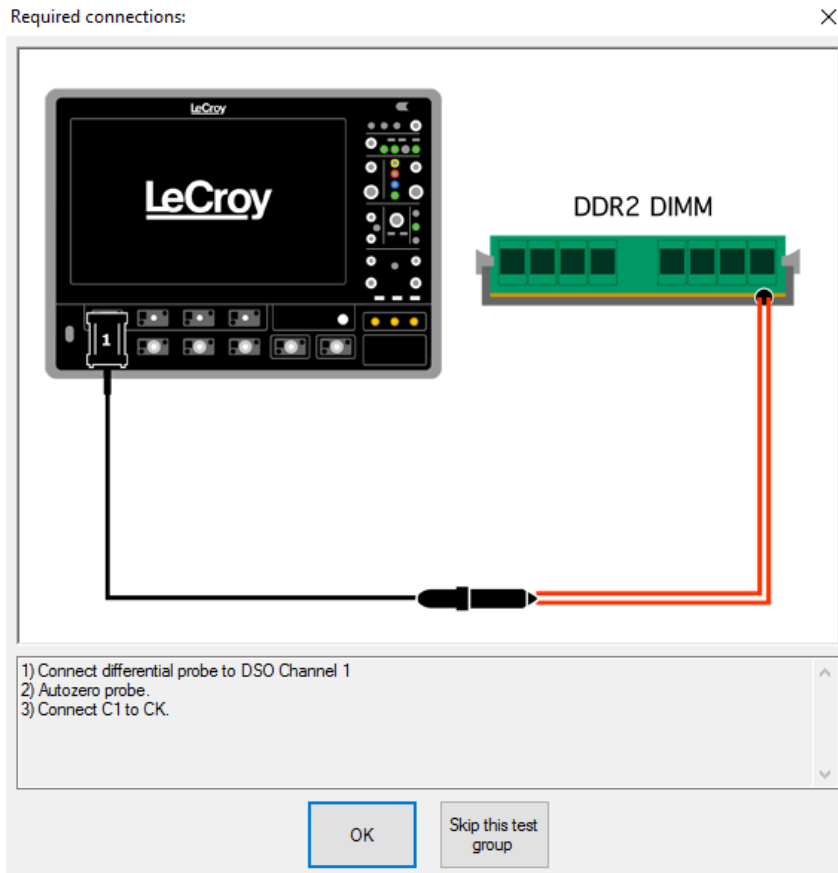 Required connections:
LeCroy
LeCroy
DDR2 DIMM
1
1) Connect differential probe to DSO Channel 1
2) Autozero probe.
3) Connect C1 to CK.
OK
Skip this test
group